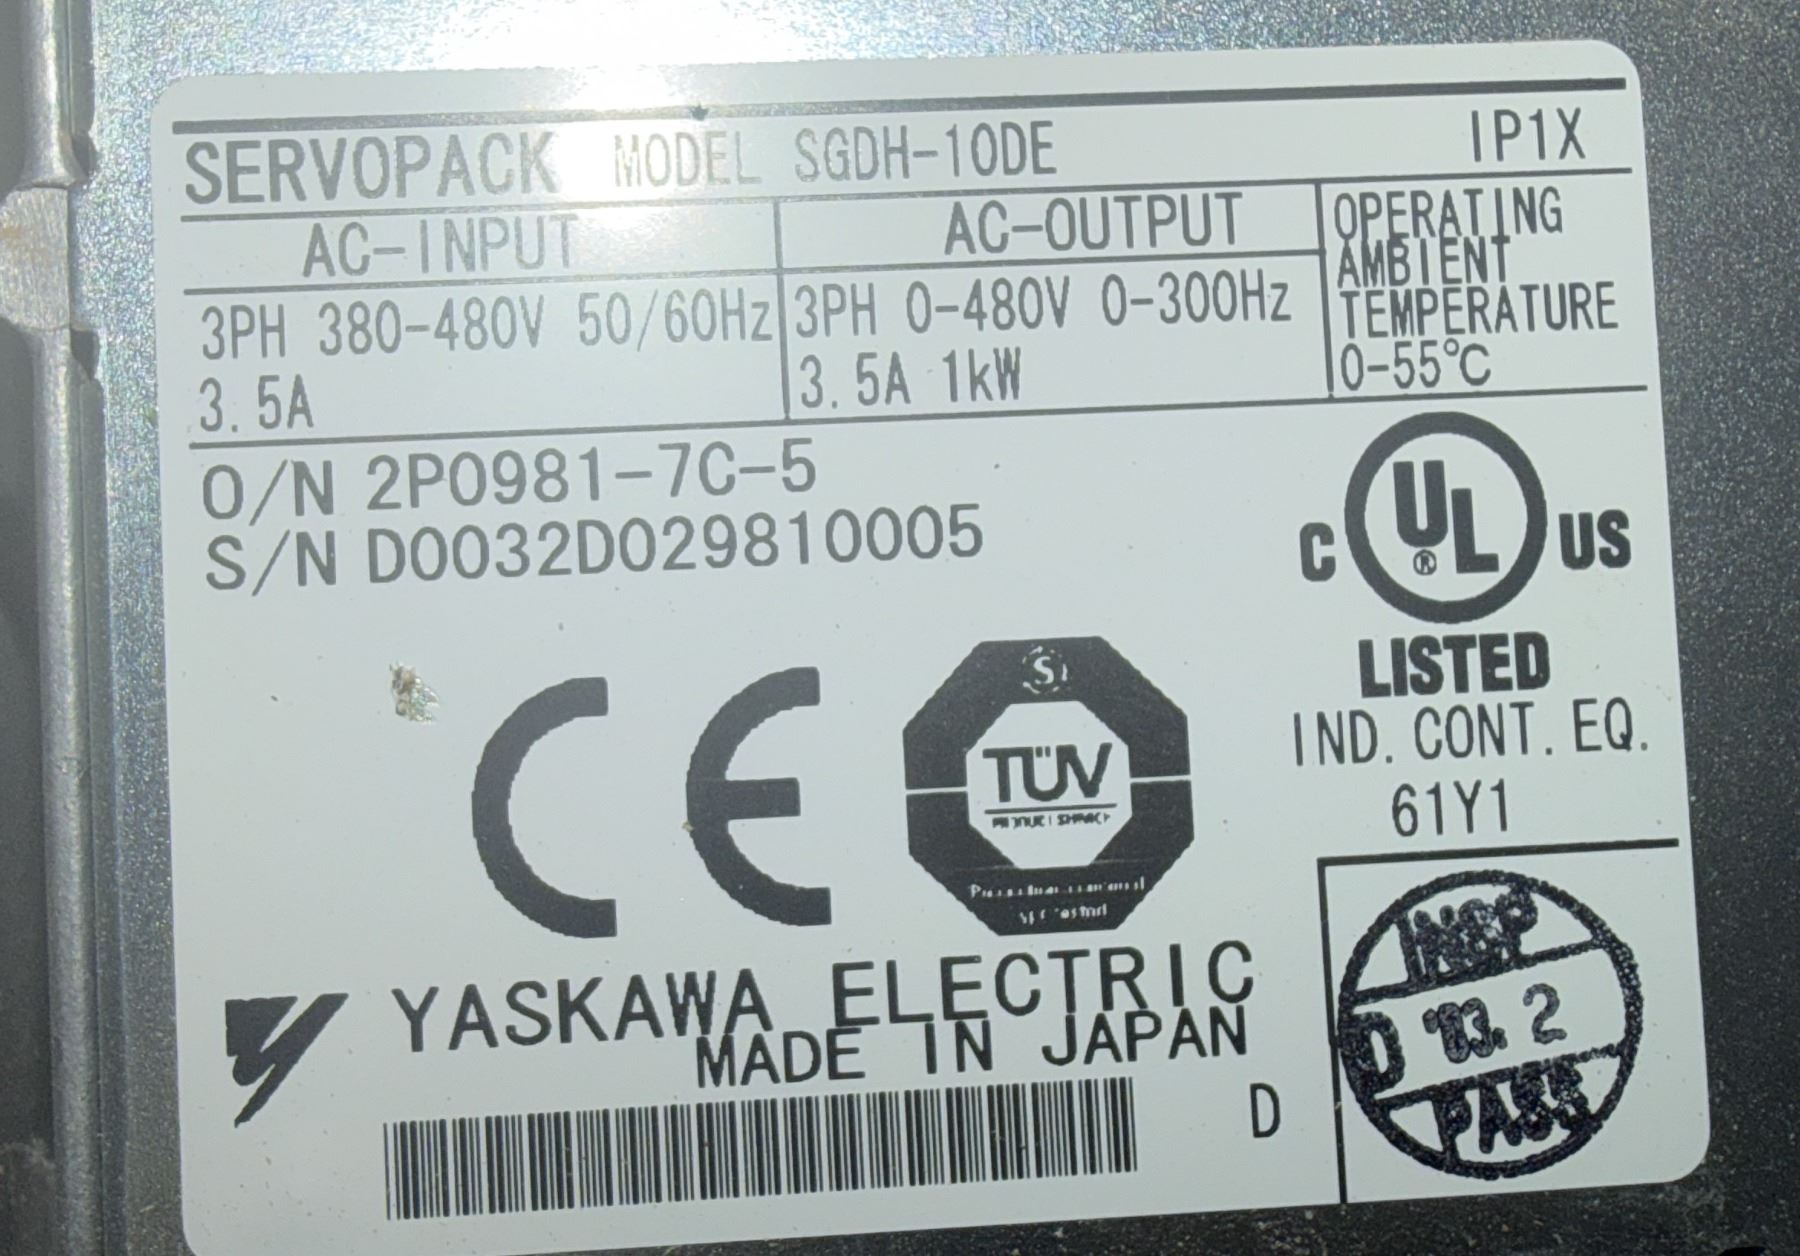 SERVOPACK MODEL SGDH-10DE IP1X
AC-INPUT
3PH 380-480V 50/60Hz
3.5A
AC-OUTPUT
3PH 0-480V 0-300Hz
3.5A 1kW
OPERATING
AMBIENT
TEMPERATURE
0-55℃
O/N 2P0981-7C-5
S/N D0032D029810005
C UL ® US
LISTED
IND. CONT. EQ.
61Y1
CE
S
TÜV
YASKAWA ELECTRIC
MADE IN JAPAN
D
INSP
D '03.2
PASS